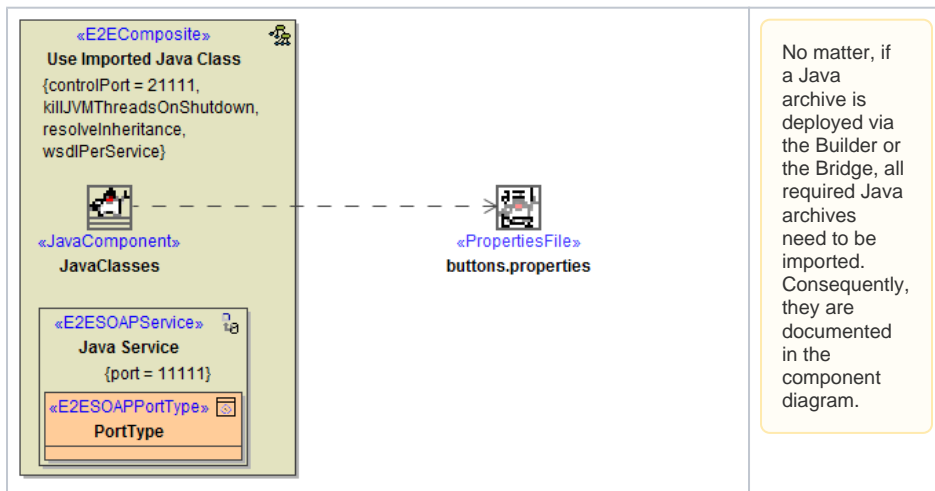 «E2EComposite»
Use Imported Java Class
{controlPort = 21111,
killJVMThreadsOnShutdown,
resolveInheritance,
wsdlPerService}
«JavaComponent»
JavaClasses
«PropertiesFile»
buttons.properties
«E2ESOAPService»
Java Service
{port = 11111}
«E2ESOAPPortType»
PortType
No matter, if
a Java
archive is
deployed via
the Builder or
the Bridge, all
required Java
archives
need to be
imported.
Consequently,
they are
documented
in the
component
diagram.